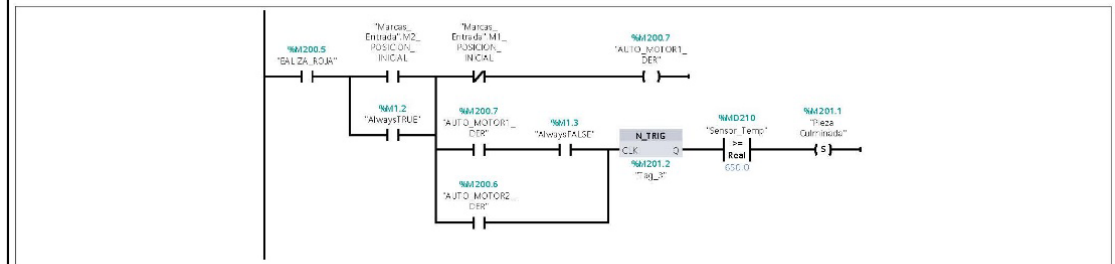 "Marcas_
Entrada".M2_
POSICION_
INICIAL
"Marcas_
Entrada".M1_
POSICION_
INICIAL
%M200.5
"BALIZA_ROJA"
%M200.7
"AUTO_MOTOR1_
DER"
%M1.2
"AlwaysTRUE"
%M200.7
"AUTO_MOTOR1_
DER"
%M1.3
"AlwaysFALSE"
N_TRIG
CLK Q
%M201.2
"Tag_3"
%MD210
"Sensor_Temp"
>=
Real
650.0
%M201.1
"Pieza
Culminada"
S
%M200.6
"AUTO_MOTOR2_
DER"